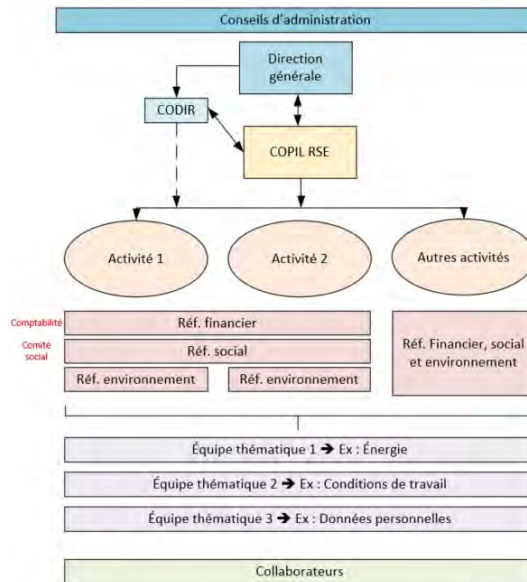 Conseils d'administration
Direction
générale
CODIR
COPIL RSE
Activité 1
Activité 2
Autres activités
Comptabilité
Réf. financier
Comité
social
Réf. social
Réf. Financier, social
et environnement
Réf. environnement
Réf. environnement
Équipe thématique 1 → Ex : Énergie
Équipe thématique 2 → Ex : Conditions de travail
Équipe thématique 3 → Ex : Données personnelles
Collaborateurs